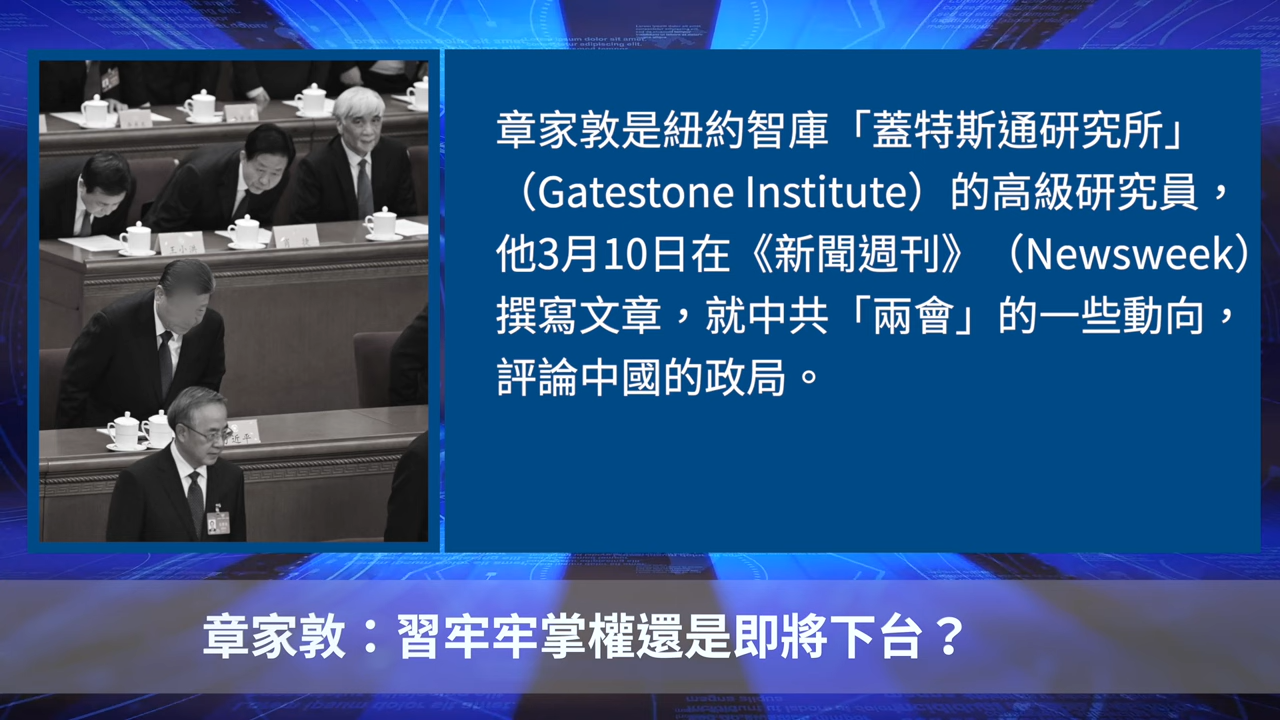 章家敦是紐約智庫「蓋特斯通研究所」
（Gatestone Institute）的高級研究員，
他3月10日在《新聞週刊》（Newsweek）
撰寫文章，就中共「兩會」的一些動向，
評論中國的政局。
近平
章家敦：習牢牢掌權還是即將下台？